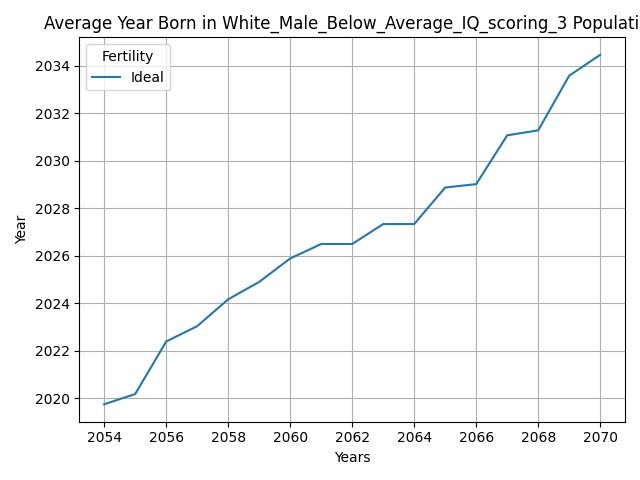 Average Year Born in White_Male_Below_Average_IQ_scoring_3 Populati
Fertility
Ideal
2034
2032
2030
2028
2026
2024
2022
2020
Year
2054 2056 2058 2060 2062 2064 2066 2068 2070
Years